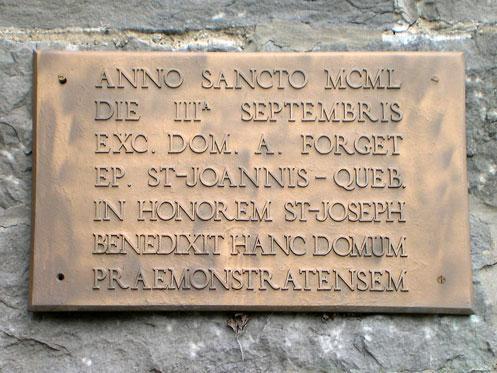 ANNO SANCTO MCML
DIE IIIᴬ SEPTEMBRIS
EXC. DOM. A. FORGET
EP. ST-JOANNIS-QUEB.
IN HONOREM ST-JOSEPH
BENEDIXIT HANC DOMUM
PRAEMONSTRATENSEM